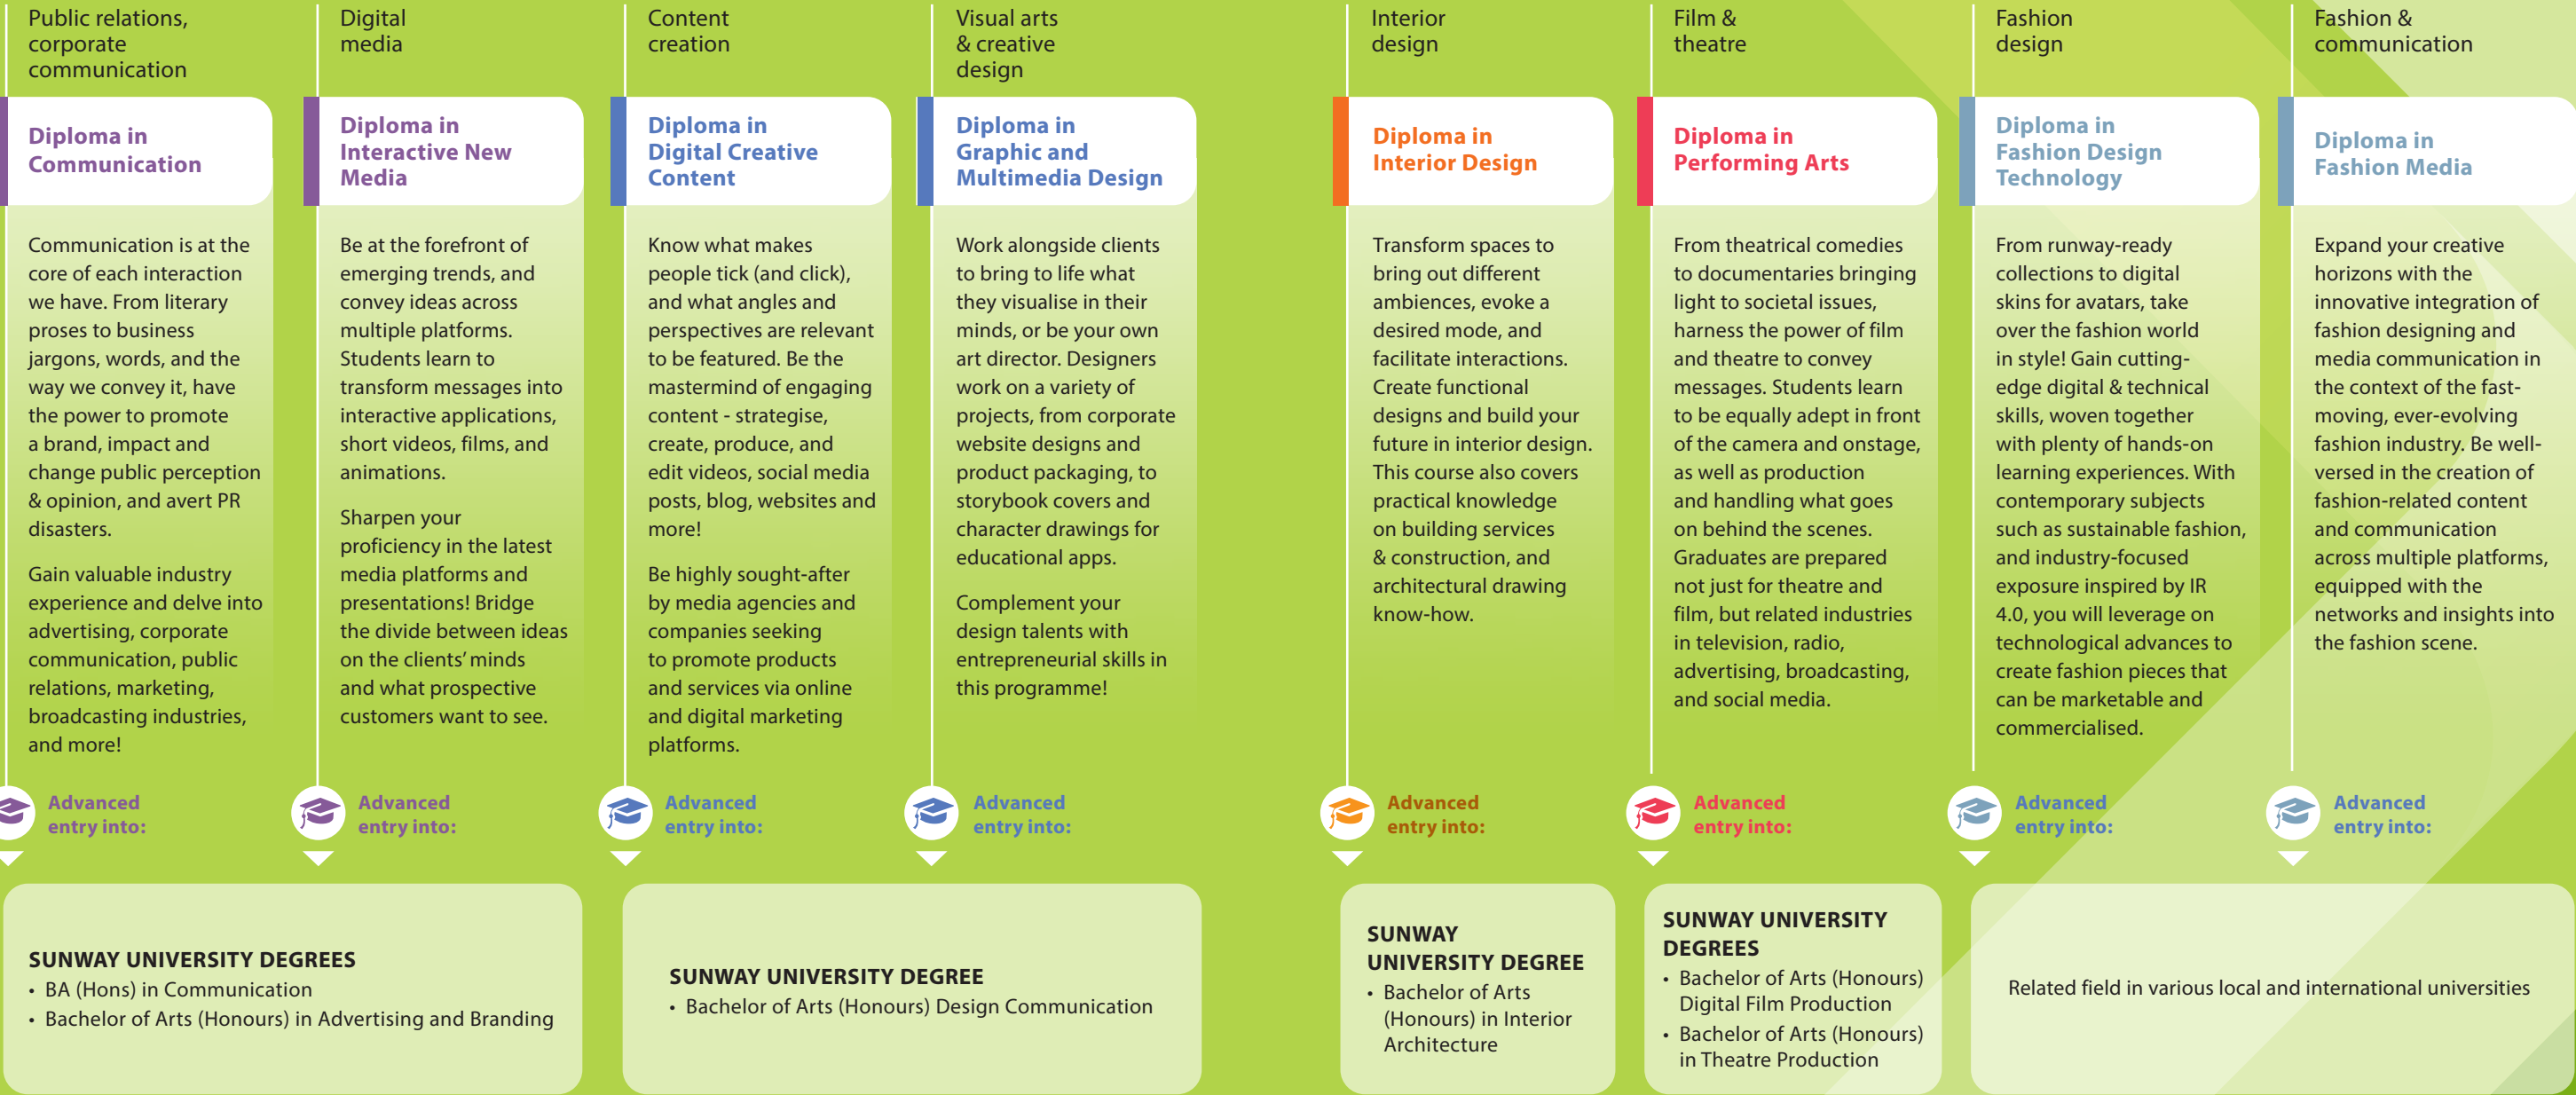 Public relations,
corporate
communication
Diploma in
Communication
Communication is at the
core of each interaction
we have. From literary
proses to business
jargons, words, and the
way we convey it, have
the power to promote
a brand, impact and
change public perception
& opinion, and avert PR
disasters.
Gain valuable industry
experience and delve into
advertising, corporate
communication, public
relations, marketing,
broadcasting industries,
and more!
Advanced
entry into:
Digital
media
Diploma in
Interactive New
Media
Be at the forefront of
emerging trends, and
convey ideas across
multiple platforms.
Students learn to
transform messages into
interactive applications,
short videos, films, and
animations.
Sharpen your
proficiency in the latest
media platforms and
presentations! Bridge
the divide between ideas
on the clients’ minds
and what prospective
customers want to see.
Advanced
entry into:
SUNWAY UNIVERSITY DEGREES
• BA (Hons) in Communication
• Bachelor of Arts (Honours) in Advertising and Branding
Content
creation
Diploma in
Digital Creative
Content
Know what makes
people tick (and click),
and what angles and
perspectives are relevant
to be featured. Be the
mastermind of engaging
content - strategise,
create, produce, and
edit videos, social media
posts, blog, websites and
more!
Be highly sought-after
by media agencies and
companies seeking
to promote products
and services via online
and digital marketing
platforms.
Advanced
entry into:
Visual arts
& creative
design
Diploma in
Graphic and
Multimedia Design
Work alongside clients
to bring to life what
they visualise in their
minds, or be your own
art director. Designers
work on a variety of
projects, from corporate
website designs and
product packaging, to
storybook covers and
character drawings for
educational apps.
Complement your
design talents with
entrepreneurial skills in
this programme!
Advanced
entry into:
SUNWAY UNIVERSITY DEGREE
• Bachelor of Arts (Honours) Design Communication
Interior
design
Diploma in
Interior Design
Transform spaces to
bring out different
ambiences, evoke a
desired mode, and
facilitate interactions.
Create functional
designs and build your
future in interior design.
This course also covers
practical knowledge
on building services
& construction, and
architectural drawing
know-how.
Advanced
entry into:
SUNWAY
UNIVERSITY DEGREE
• Bachelor of Arts
(Honours) in Interior
Architecture
Film &
theatre
Diploma in
Performing Arts
From theatrical comedies
to documentaries bringing
light to societal issues,
harness the power of film
and theatre to convey
messages. Students learn
to be equally adept in front
of the camera and onstage,
as well as production
and handling what goes
on behind the scenes.
Graduates are prepared
not just for theatre and
film, but related industries
in television, radio,
advertising, broadcasting,
and social media.
Advanced
entry into:
SUNWAY UNIVERSITY
DEGREES
• Bachelor of Arts (Honours)
Digital Film Production
• Bachelor of Arts (Honours)
in Theatre Production
Fashion
design
Diploma in
Fashion Design
Technology
From runway-ready
collections to digital
skins for avatars, take
over the fashion world
in style! Gain cutting-
edge digital & technical
skills, woven together
with plenty of hands-on
learning experiences. With
contemporary subjects
such as sustainable fashion,
and industry-focused
exposure inspired by IR
4.0, you will leverage on
technological advances to
create fashion pieces that
can be marketable and
commercialised.
Advanced
entry into:
Fashion &
communication
Diploma in
Fashion Media
Expand your creative
horizons with the
innovative integration of
fashion designing and
media communication in
the context of the fast-
moving, ever-evolving
fashion industry. Be well-
versed in the creation of
fashion-related content
and communication
across multiple platforms,
equipped with the
networks and insights into
the fashion scene.
Advanced
entry into:
Related field in various local and international universities